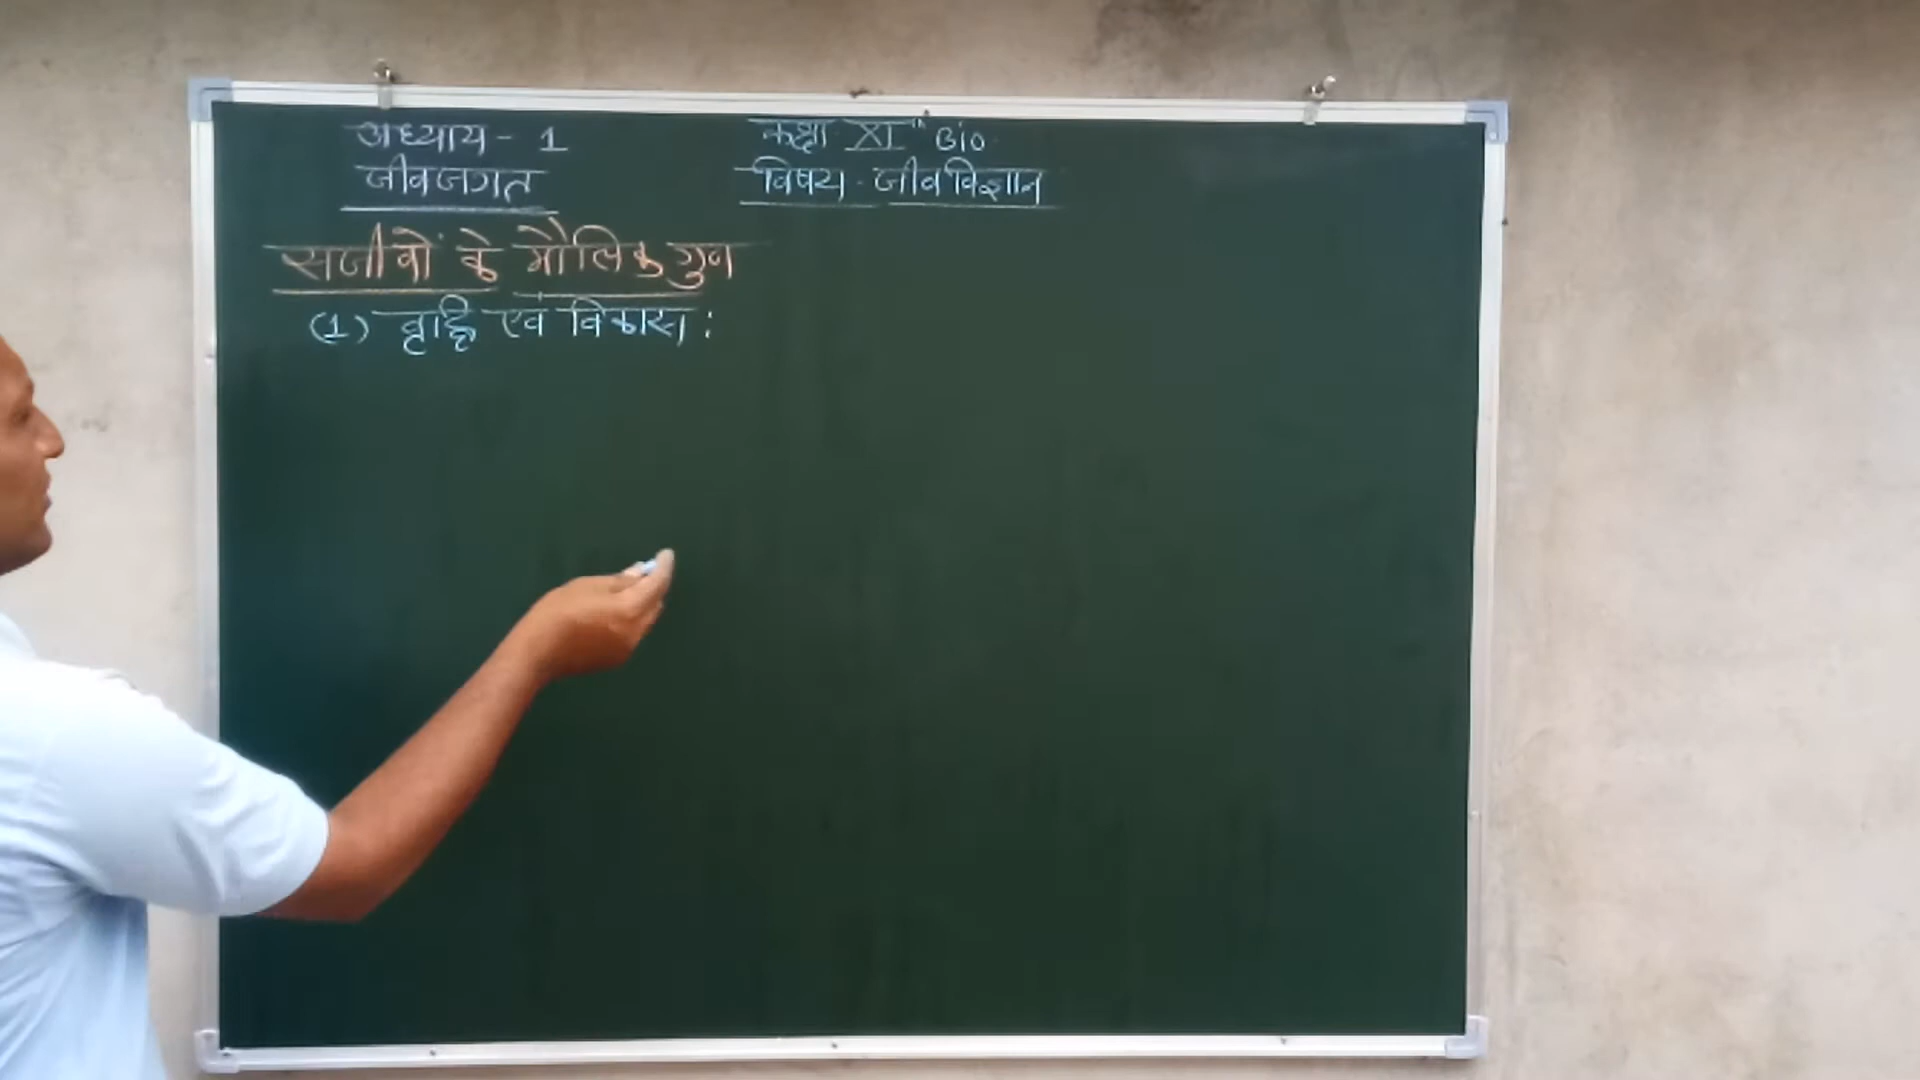 अध्याय - 1
जीवजगत
कक्षा XI" Bio.
विषय - जीवविज्ञान
सजीवों के मौलिक गुण
(1) वृद्धि एवं विकास :